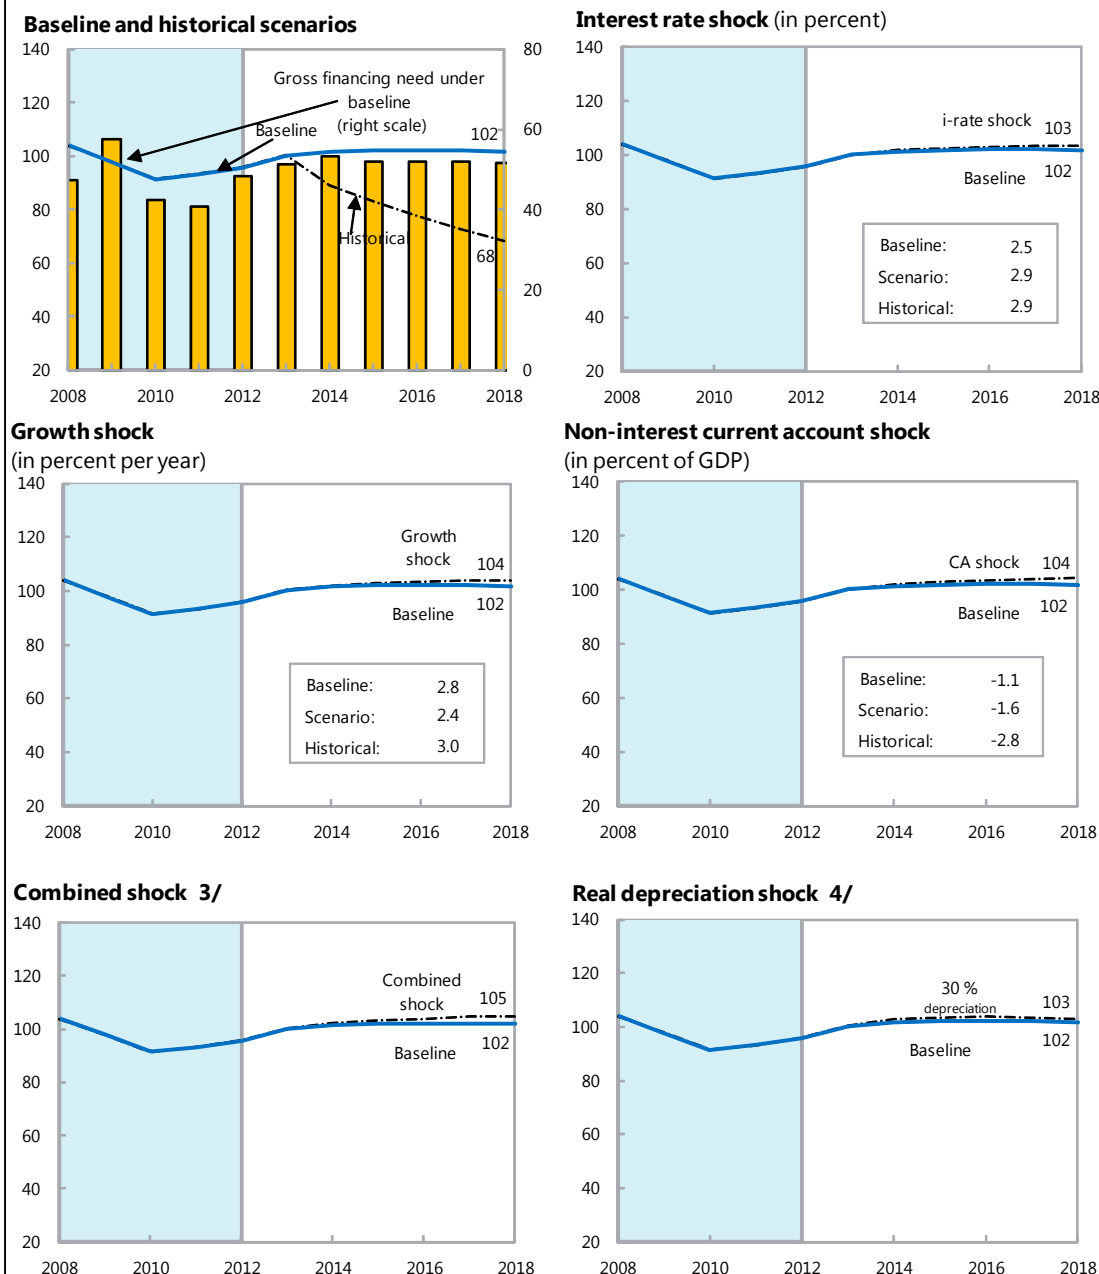 Baseline and historical scenarios
140
120
100
80
60
40
20
80
60
40
20
0
Gross financing need under
baseline
(right scale)
Baseline
102
Historical
68
2008 2010 2012 2014 2016 2018
Interest rate shock (in percent)
140
120
100
80
60
40
20
i-rate shock 103
Baseline 102
Baseline: 2.5
Scenario: 2.9
Historical: 2.9
2008 2010 2012 2014 2016 2018
Growth shock
(in percent per year)
140
120
100
80
60
40
20
Growth
shock 104
Baseline 102
Baseline: 2.8
Scenario: 2.4
Historical: 3.0
2008 2010 2012 2014 2016 2018
Non-interest current account shock
(in percent of GDP)
140
120
100
80
60
40
20
CA shock 104
Baseline 102
Baseline: -1.1
Scenario: -1.6
Historical: -2.8
2008 2010 2012 2014 2016 2018
Combined shock 3/
140
120
100
80
60
40
20
Combined
shock 105
Baseline 102
2008 2010 2012 2014 2016 2018
Real depreciation shock 4/
140
120
100
80
60
40
20
30 %
depreciation 103
Baseline 102
2008 2010 2012 2014 2016 2018